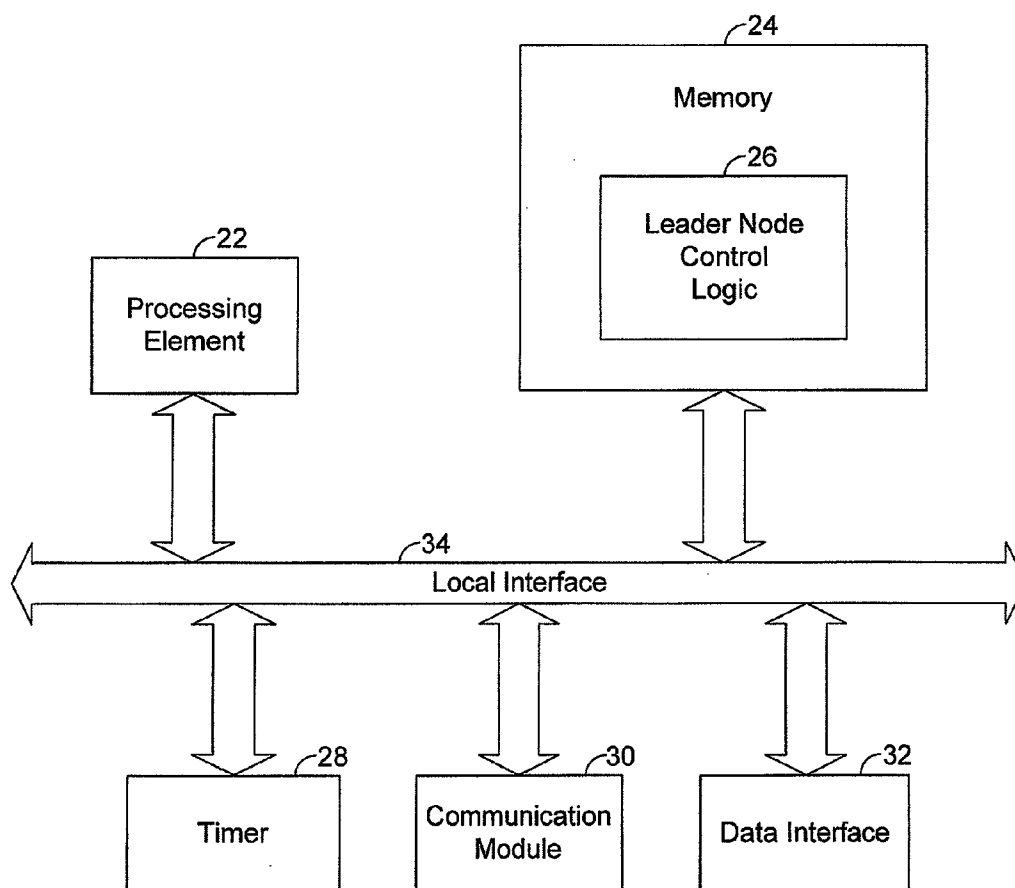 24
Memory
26
Leader Node
Control
Logic
22
Processing
Element
34
Local Interface
28
Timer
30
Communication
Module
32
Data Interface